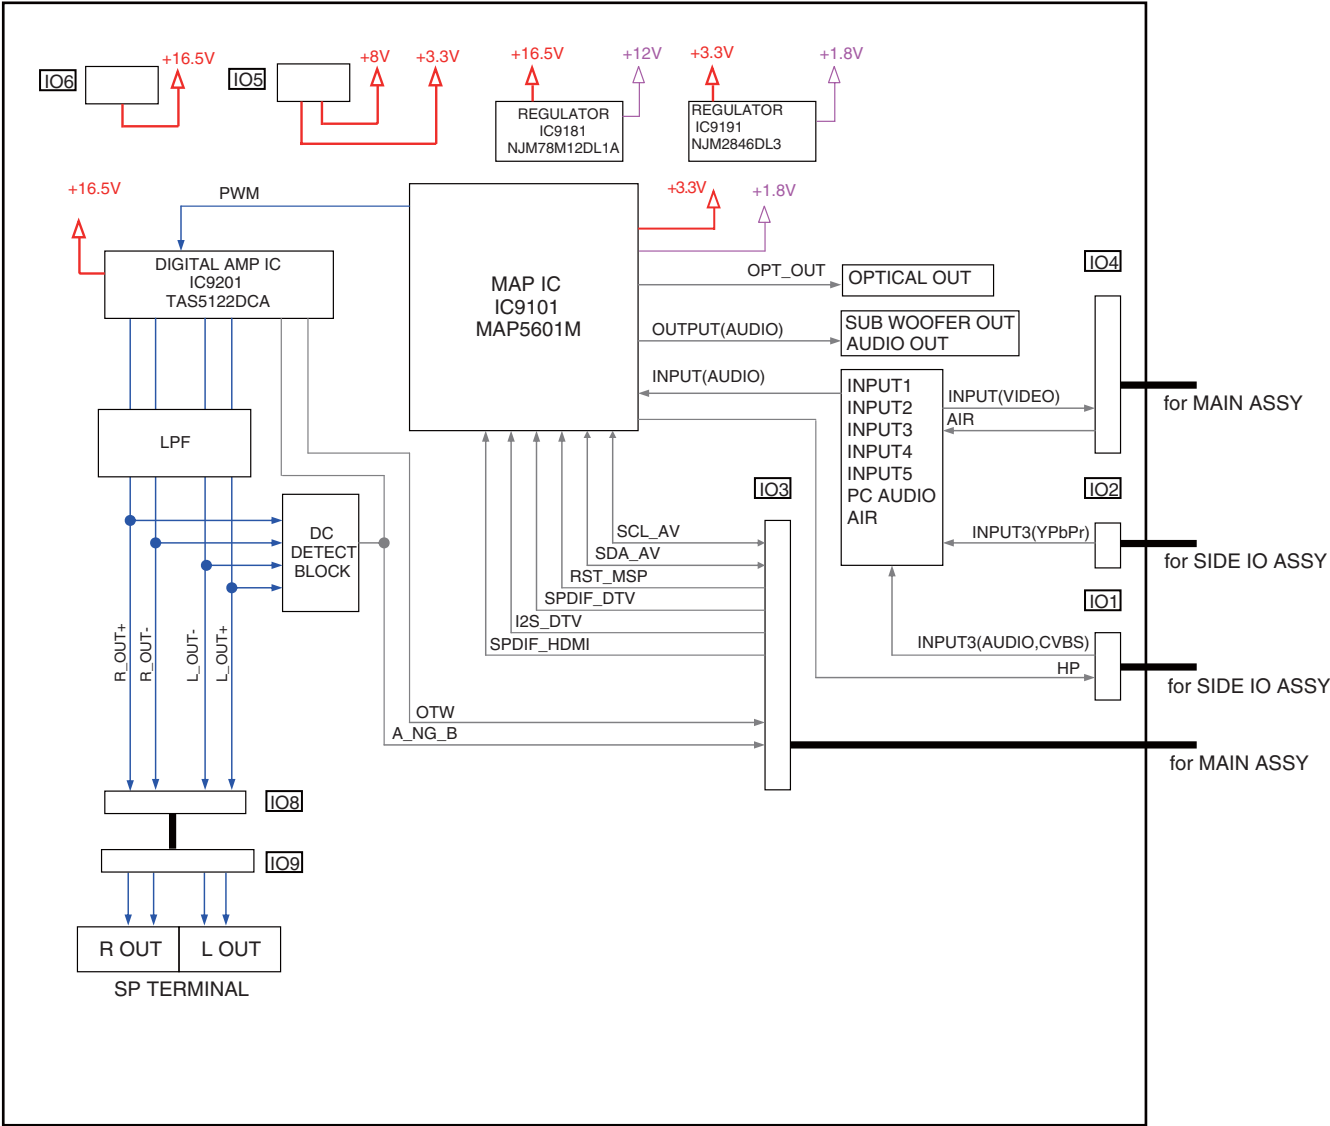 IO6
+16.5V
IO5
+8V
+3.3V
+16.5V
+12V
REGULATOR
IC9181
NJM78M12DL1A
+3.3V
+1.8V
REGULATOR
IC9191
NJM2846DL3
+16.5V
PWM
DIGITAL AMP IC
IC9201
TAS5122DCA
MAP IC
IC9101
MAP5601M
+3.3V
+1.8V
OPT_OUT
OPTICAL OUT
OUTPUT(AUDIO)
SUB WOOFER OUT
AUDIO OUT
INPUT(AUDIO)
INPUT1
INPUT2
INPUT3
INPUT4
INPUT5
PC AUDIO
AIR
INPUT(VIDEO)
AIR
IO4
for MAIN ASSY
IO2
INPUT3(YPbPr)
for SIDE IO ASSY
IO1
INPUT3(AUDIO,CVBS)
HP
for SIDE IO ASSY
LPF
DC
DETECT
BLOCK
IO3
SCL_AV
SDA_AV
RST_MSP
SPDIF_DTV
I2S_DTV
SPDIF_HDMI
OTW
A_NG_B
for MAIN ASSY
R_OUT+
R_OUT-
L_OUT-
L_OUT+
IO8
IO9
R OUT
L OUT
SP TERMINAL